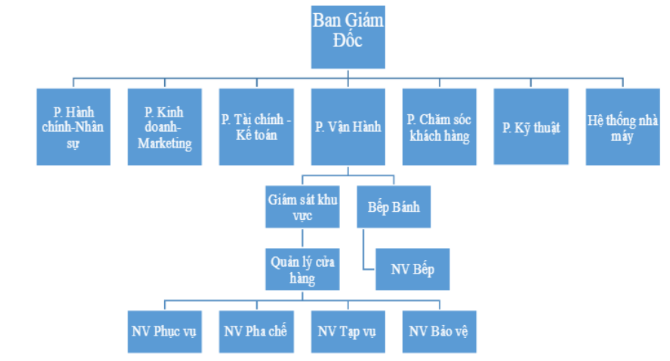 Ban Giám
Đốc
P. Hành
chính-Nhân
sự
P. Kinh
doanh-
Marketing
P. Tài chính -
Kế toán
P. Vận Hành
P. Chăm sóc
khách hàng
P. Kỹ thuật
Hệ thống nhà
máy
Giám sát khu
vực
Bếp Bánh
Quản lý cửa
hàng
NV Bếp
NV Phục vụ
NV Pha chế
NV Tạp vụ
NV Bảo vệ